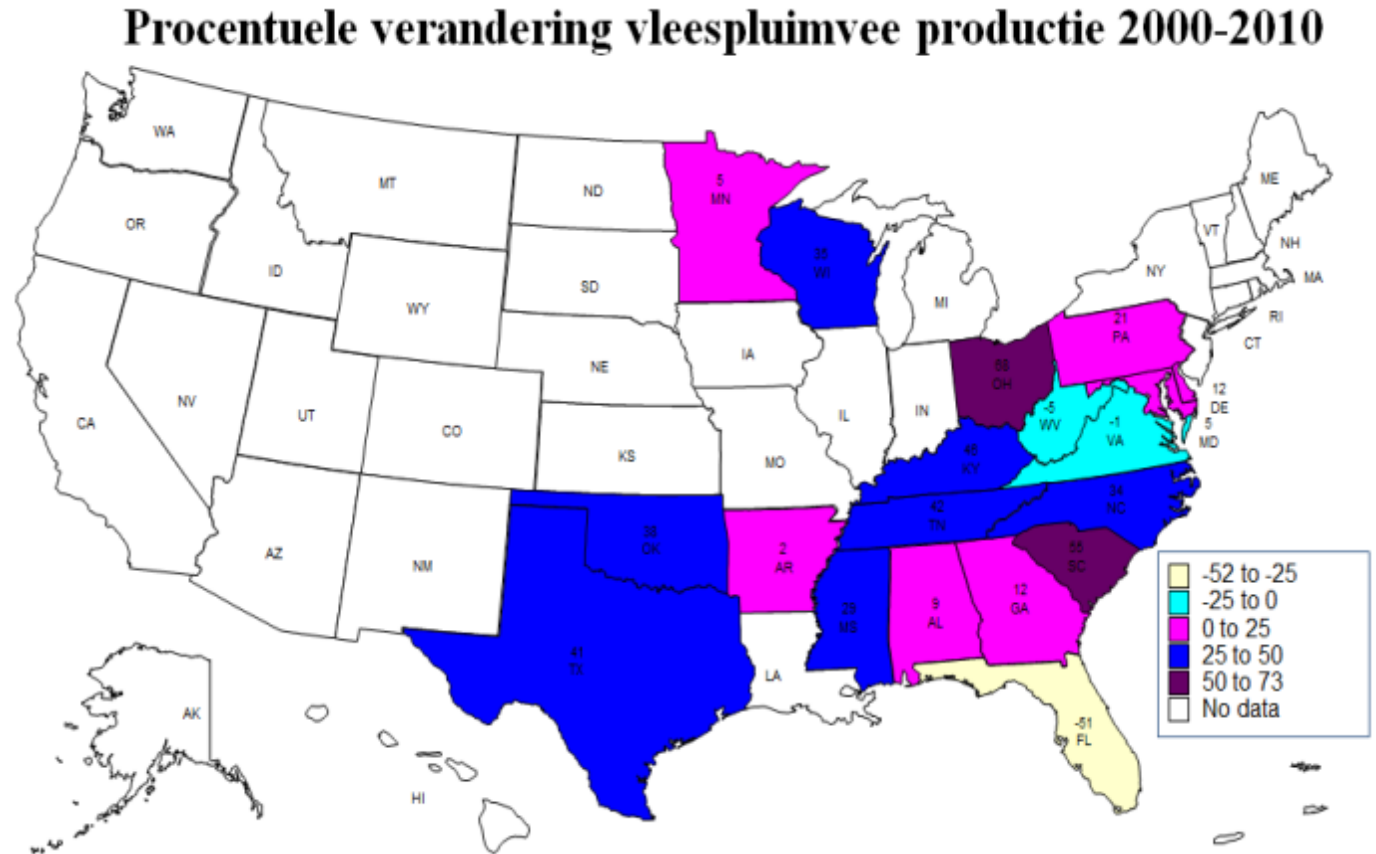 Procentuele verandering vleespluimvee productie 2000-2010
WA
MT
ND
5
MN
ME
OR
ID
SD
35
WI
VT
NH
NY
MA
WY
MI
RI
IA
21
PA
CT
NE
NV
UT
CO
IL
IN
OH
12
DE
CA
-5
WV
-1
VA
5
MD
KS
MO
KY
34
NC
42
TN
AZ
NM
38
OK
2
AR
SC
12
GA
9
AL
29
MS
41
TX
LA
AK
-51
FL
HI
-52 to -25
-25 to 0
0 to 25
25 to 50
50 to 73
No data